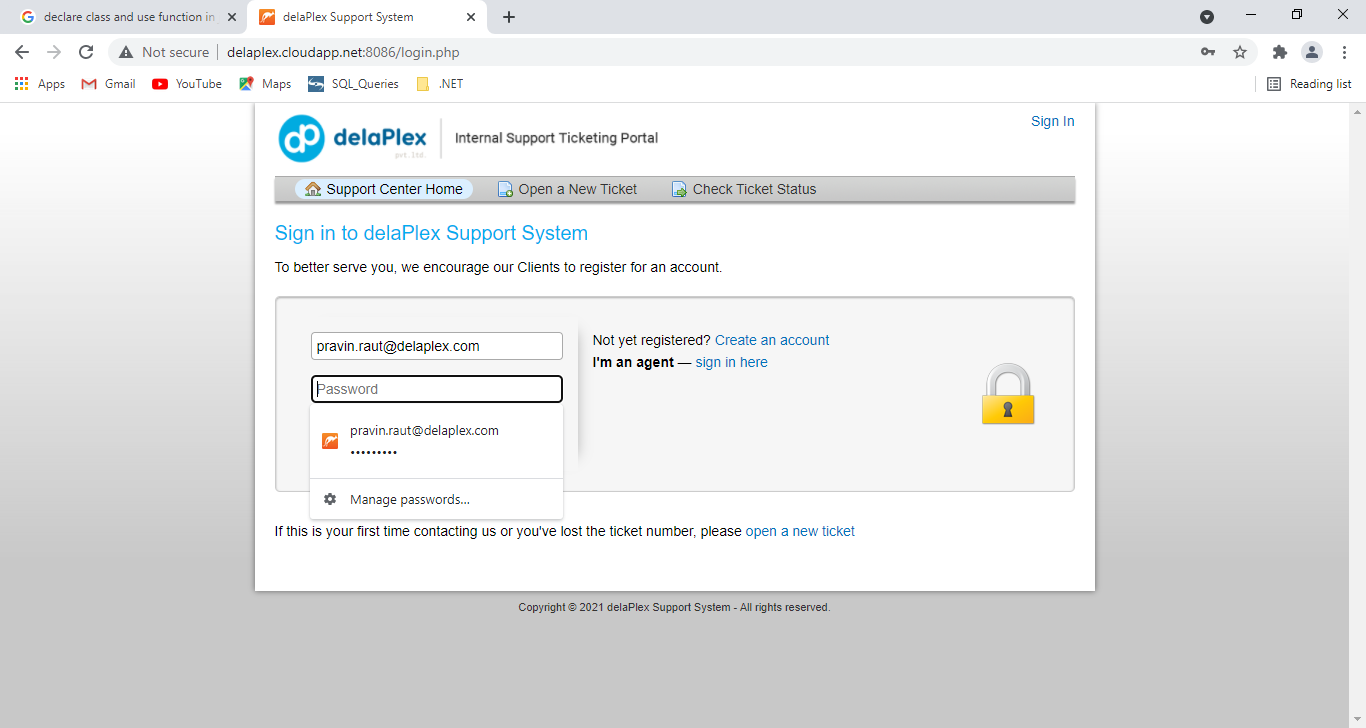 declare class and use function in
delaPlex Support System
Not secure
delaplex.cloudapp.net:8086/login.php
Apps
Gmail
YouTube
Maps
SQL_Queries
.NET
Reading list
dp delaPlex
pvt.ltd.
Internal Support Ticketing Portal
Sign In
Support Center Home
Open a New Ticket
Check Ticket Status
Sign in to delaPlex Support System
To better serve you, we encourage our Clients to register for an account.
pravin.raut@delaplex.com
Not yet registered? Create an account
I'm an agent — sign in here
Password
pravin.raut@delaplex.com
•••••••••
Manage passwords...
If this is your first time contacting us or you've lost the ticket number, please open a new ticket
Copyright © 2021 delaPlex Support System - All rights reserved.